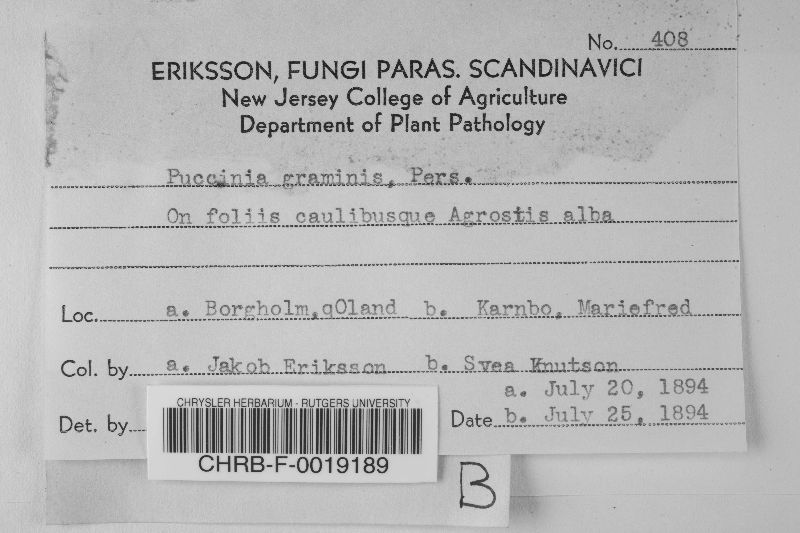 No. 408
ERIKSSON, FUNGI PARAS. SCANDINAVICI
New Jersey College of Agriculture
Department of Plant Pathology
Puccinia graminis, Pers.
On foliis caulibusque Agrostis alba
Loc. a. Borgholm,qOland b. Karnbo, Mariefred
Col. by a. Jakob Eriksson b. Svea Knutson
a. July 20, 1894
Det. by Date b. July 25, 1894
CHRYSLER HERBARIUM - RUTGERS UNIVERSITY
CHRB-F-0019189
B